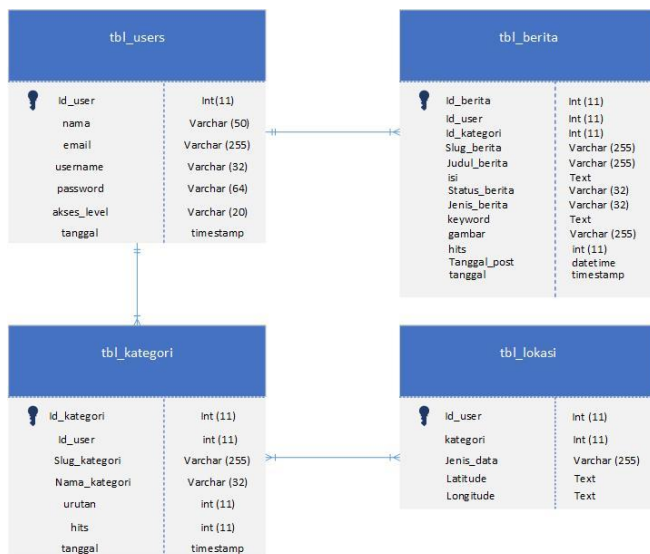 tbl_users
Id_user Int(11)
nama Varchar (50)
email Varchar (255)
username Varchar (32)
password Varchar (64)
akses_level Varchar (20)
tanggal timestamp
tbl_berita
Id_berita Int (11)
Id_user Int (11)
Id_kategori Int (11)
Slug_berita Varchar (255)
Judul_berita Varchar (255)
isi Text
Status_berita Varchar (32)
Jenis_berita Varchar (32)
keyword Text
gambar Varchar (255)
hits int (11)
Tanggal_post datetime
tanggal timestamp
tbl_kategori
Id_kategori Int (11)
Id_user int (11)
Slug_kategori Varchar (255)
Nama_kategori Varchar (32)
urutan int (11)
hits int (11)
tanggal timestamp
tbl_lokasi
Id_user Int (11)
kategori Int (11)
Jenis_data Varchar (255)
Latitude Text
Longitude Text